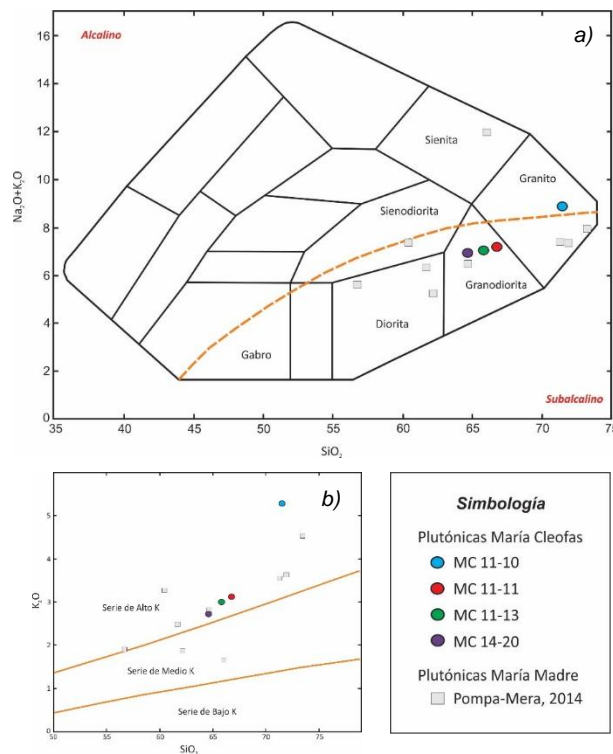 a)
Alcalino
16
14
12
10
8
6
4
2
0
Na₂O+K₂O
Sienita
Granito
Sienodiorita
Granodiorita
Diorita
Gabro
Subalcalino
35
40
45
50
55
60
65
70
75
SiO₂
b)
5
4
3
2
1
0
K₂O
Serie de Alto K
Serie de Medio K
Serie de Bajo K
50
55
60
65
70
75
SiO₂
Simbología
Plutónicas María Cleofas
MC 11-10
MC 11-11
MC 11-13
MC 14-20
Plutónicas María Madre
Pompa-Mera, 2014